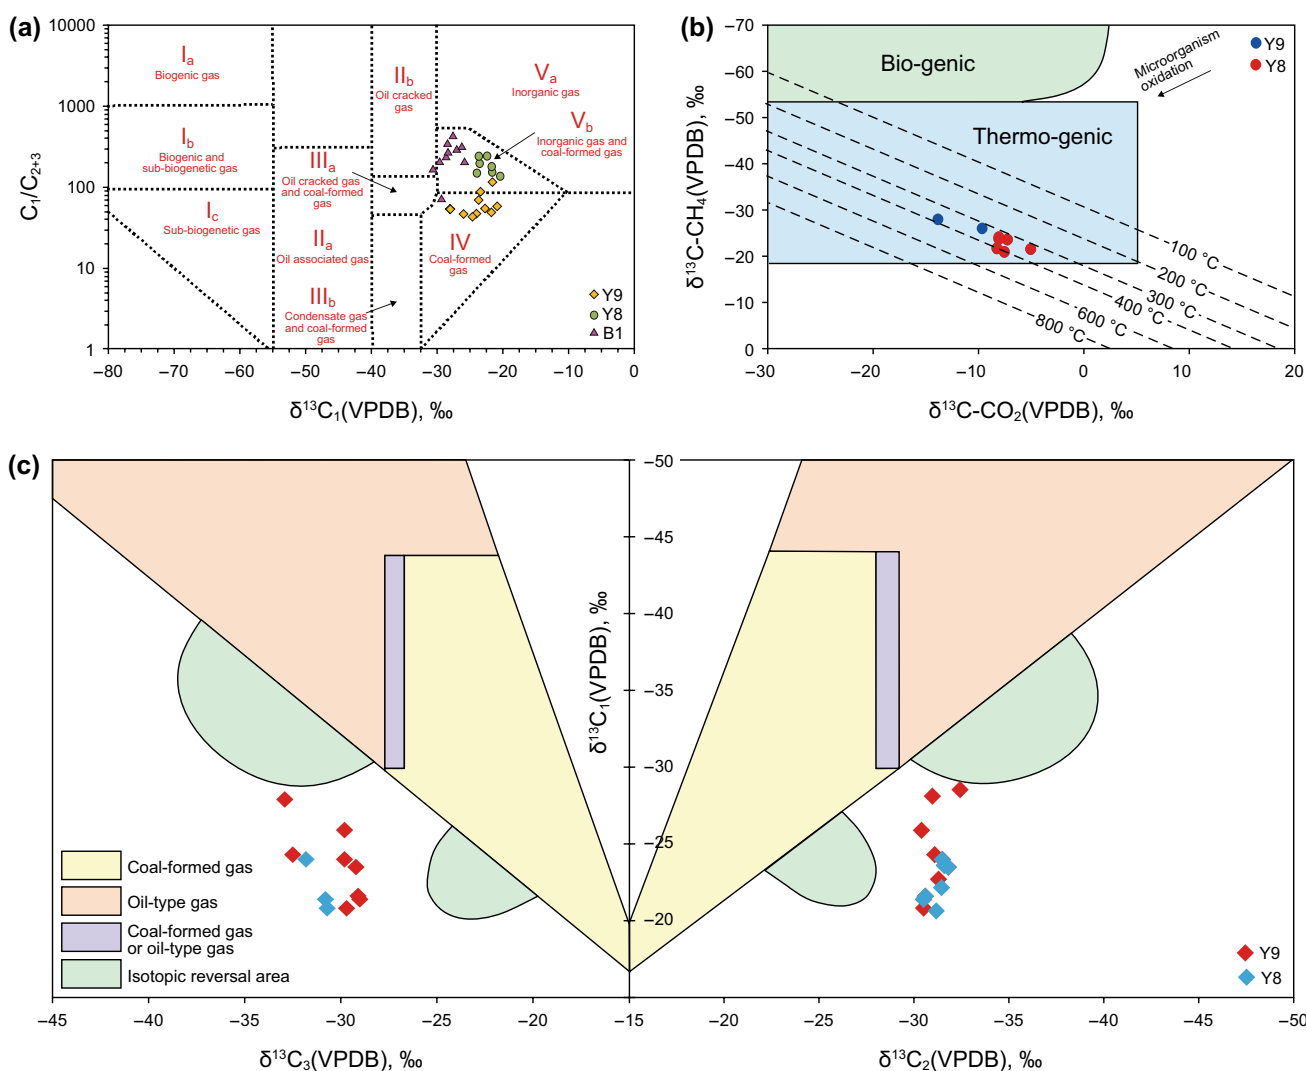 (a)
10000
1000
100
10
1
C₁/C₂₊₃
Iₐ
Biogenic gas
I_b
Biogenic and
sub-biogenetic gas
I_c
Sub-biogenetic gas
II_b
Oil cracked
gas
IIIₐ
Oil cracked gas
and coal-formed
gas
IIₐ
Oil associated gas
III_b
Condensate gas
and coal-formed
gas
Vₐ
Inorganic gas
V_b
Inorganic gas and
coal-formed gas
IV
Coal-formed
gas
Y9
Y8
B1
–80
–70
–60
–50
–40
–30
–20
–10
0
δ¹³C₁(VPDB), ‰
(b)
–70
–60
–50
–40
–30
–20
–10
0
δ¹³C-CH₄(VPDB), ‰
Bio-genic
Thermo-genic
Microorganism
oxidation
Y9
Y8
100 °C
200 °C
300 °C
400 °C
600 °C
800 °C
–30
–20
–10
0
10
20
δ¹³C-CO₂(VPDB), ‰
(c)
–50
–45
–40
–35
–30
–25
–20
δ¹³C₁(VPDB), ‰
Coal-formed gas
Oil-type gas
Coal-formed gas
or oil-type gas
Isotopic reversal area
Y9
Y8
–45
–40
–35
–30
–25
–20
–15
–20
–25
–30
–35
–40
–45
–50
δ¹³C₃(VPDB), ‰
δ¹³C₂(VPDB), ‰